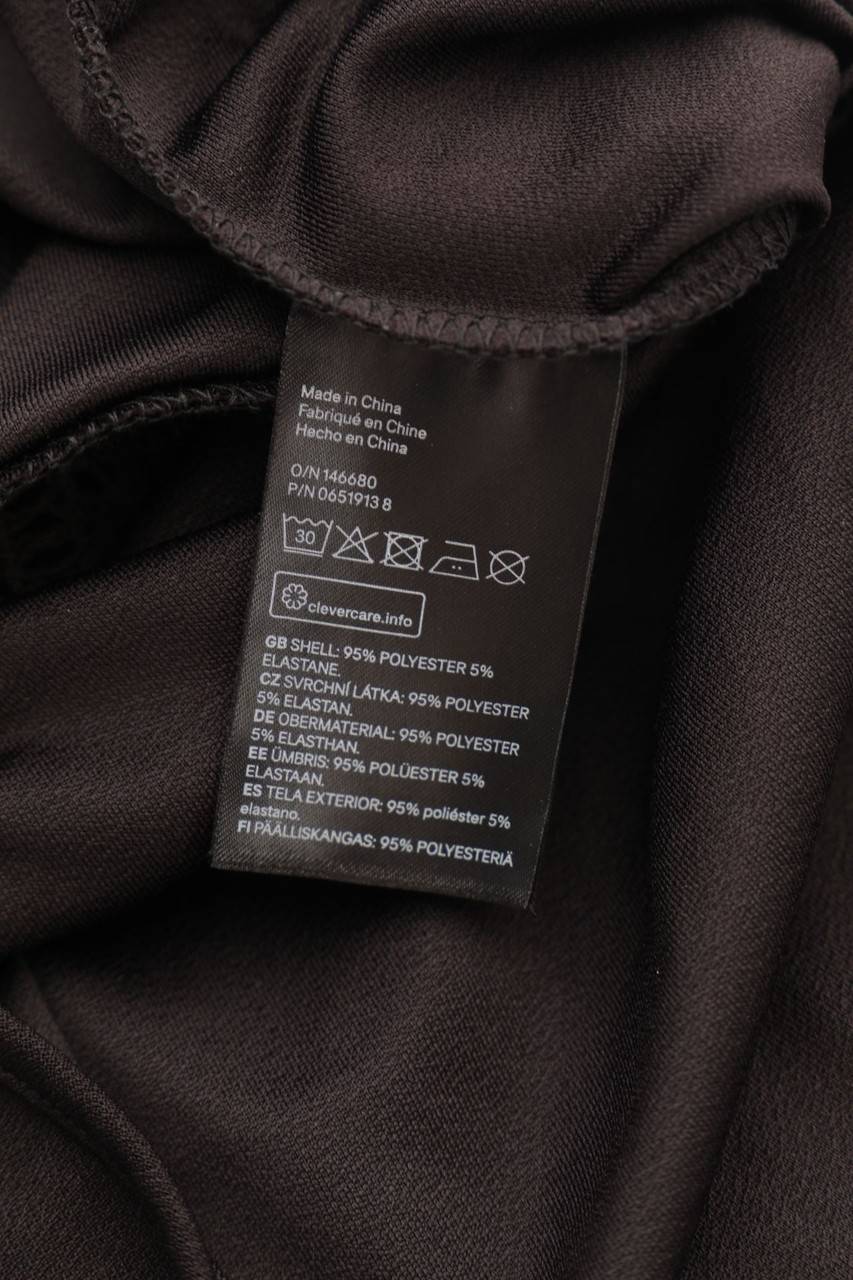 Made in China
Fabriqué en Chine
Hecho en China
O/N 146680
P/N 0651913 8
30
clevercare.info
GB SHELL: 95% POLYESTER 5%
ELASTANE.
CZ SVRCHNÍ LÁTKA: 95% POLYESTER
5% ELASTAN.
DE OBERMATERIAL: 95% POLYESTER
5% ELASTHAN.
EE ÜMBRIS: 95% POLÜESTER 5%
ELASTAAN.
ES TELA EXTERIOR: 95% poliéster 5%
elastano.
FI PÄÄLLISKANGAS: 95% POLYESTERIÄ